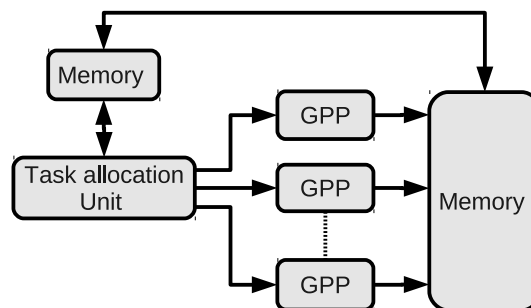 Memory
GPP
Task allocation
Unit
GPP
Memory
GPP